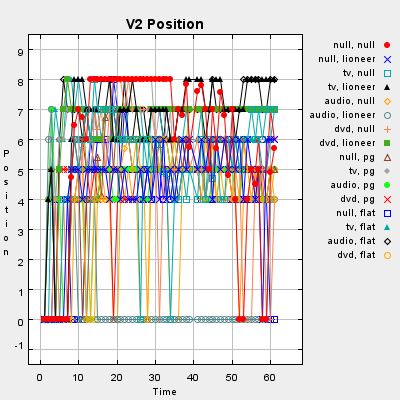 V2 Position
9
8
7
6
5
4
3
2
1
0
-1
Position
0
10
20
30
40
50
60
Time
null, null
null, lioneer
tv, null
tv, lioneer
audio, null
audio, lioneer
dvd, null
dvd, lioneer
null, pg
tv, pg
audio, pg
dvd, pg
null, flat
tv, flat
audio, flat
dvd, flat